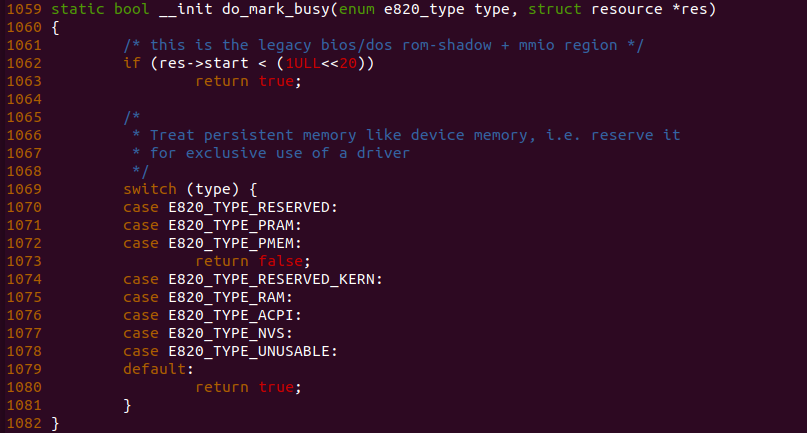 1059 static bool __init do_mark_busy(enum e820_type type, struct resource *res)
1060 {
1061         /* this is the legacy bios/dos rom-shadow + mmio region */
1062         if (res->start < (1ULL<<20))
1063                 return true;
1064
1065         /*
1066          * Treat persistent memory like device memory, i.e. reserve it
1067          * for exclusive use of a driver
1068          */
1069         switch (type) {
1070         case E820_TYPE_RESERVED:
1071         case E820_TYPE_PRAM:
1072         case E820_TYPE_PMEM:
1073                 return false;
1074         case E820_TYPE_RESERVED_KERN:
1075         case E820_TYPE_RAM:
1076         case E820_TYPE_ACPI:
1077         case E820_TYPE_NVS:
1078         case E820_TYPE_UNUSABLE:
1079         default:
1080                 return true;
1081         }
1082 }